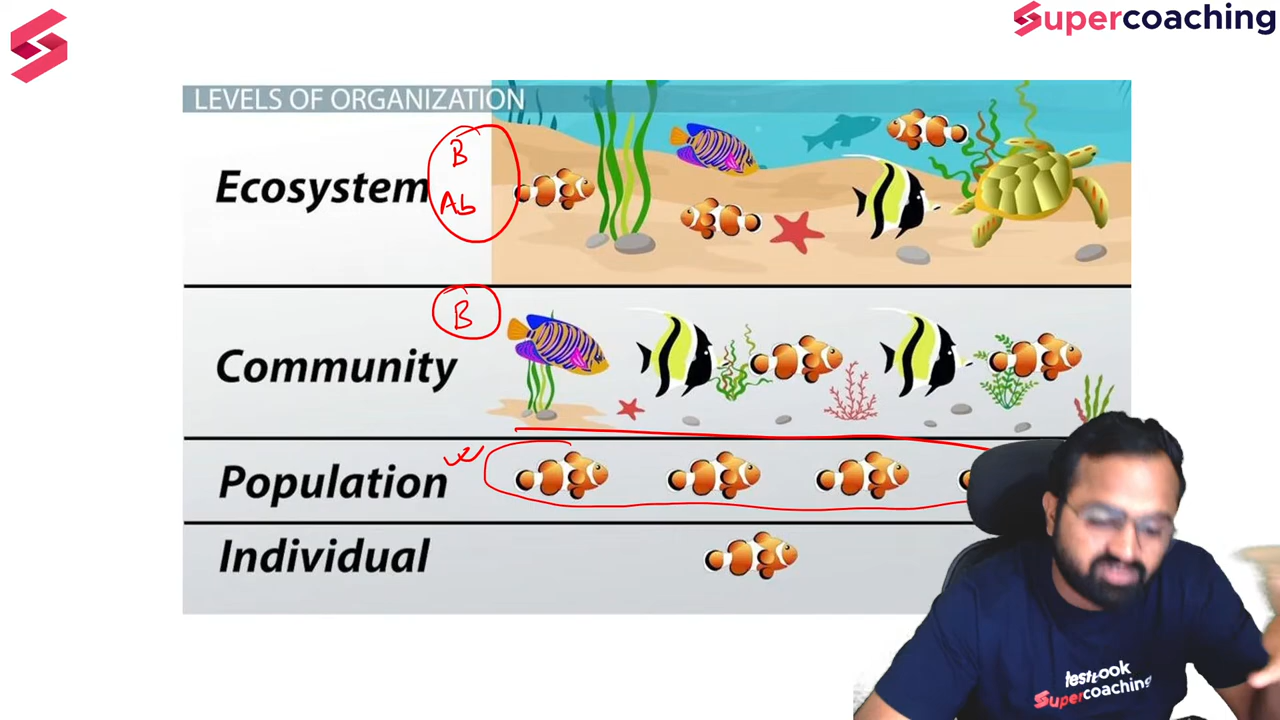 Supercoaching
LEVELS OF ORGANIZATION
B
Ab
Ecosystem
B
Community
Population
Individual
testbook
Supercoaching